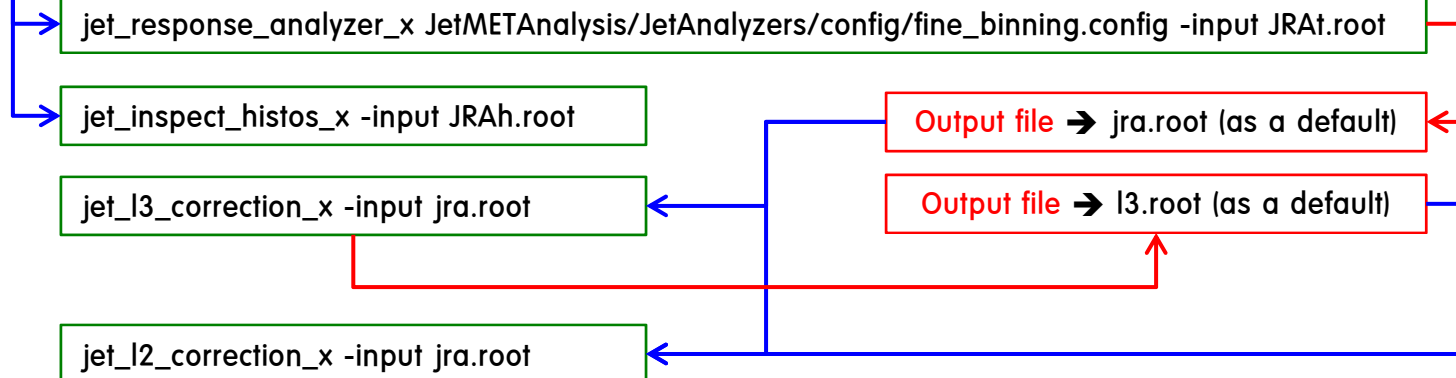 jet_response_analyzer_x JetMETAnalysis/JetAnalyzers/config/fine_binning.config -input JRAt.root
jet_inspect_histos_x -input JRAh.root
Output file ➔ jra.root (as a default)
jet_l3_correction_x -input jra.root
Output file ➔ l3.root (as a default)
jet_l2_correction_x -input jra.root